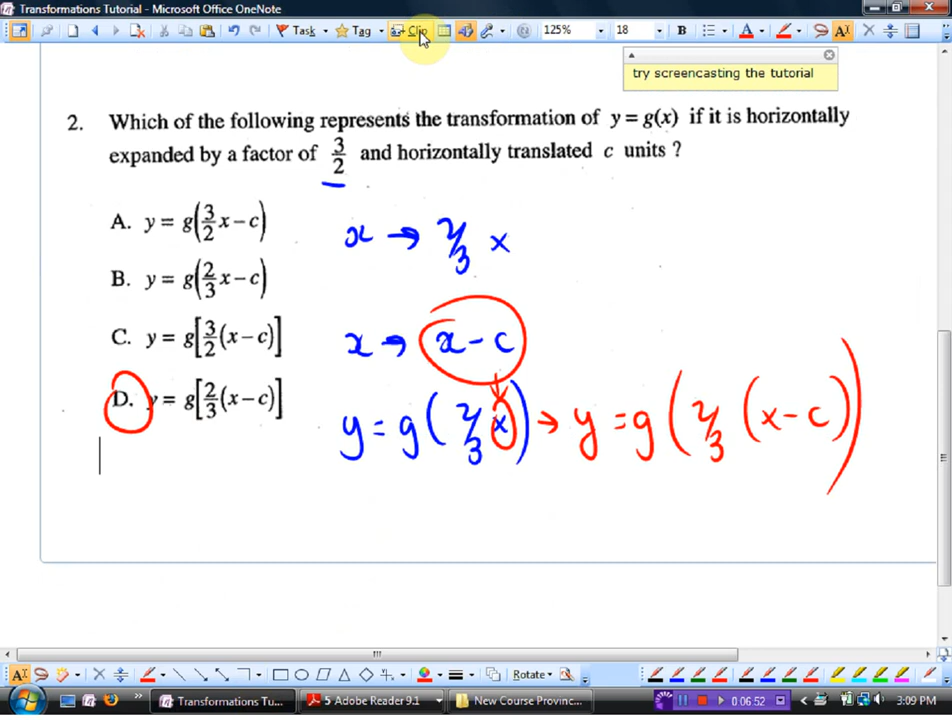 Transformations Tutorial - Microsoft Office OneNote
Task Tag Clip 125% 18 B A A
try screencasting the tutorial
2. Which of the following represents the transformation of y = g(x) if it is horizontally
expanded by a factor of 3/2 and horizontally translated c units ?
A. y = g(3/2 x – c)
x → 2/3 x
B. y = g(2/3 x – c)
C. y = g[3/2 (x – c)]
x → x – c
D. y = g[2/3 (x – c)]
y = g(2/3 x) → y = g(2/3 (x – c))
A Rotate
Transformations Tu... 5 Adobe Reader 9.1 New Course Provinc... 0:06:52 3:09 PM